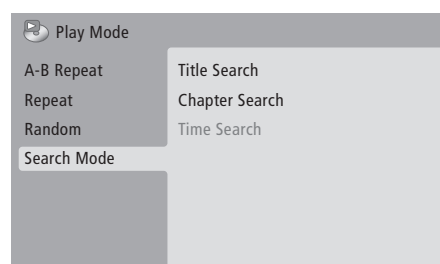 Play Mode
A-B Repeat
Repeat
Random
Search Mode
Title Search
Chapter Search
Time Search